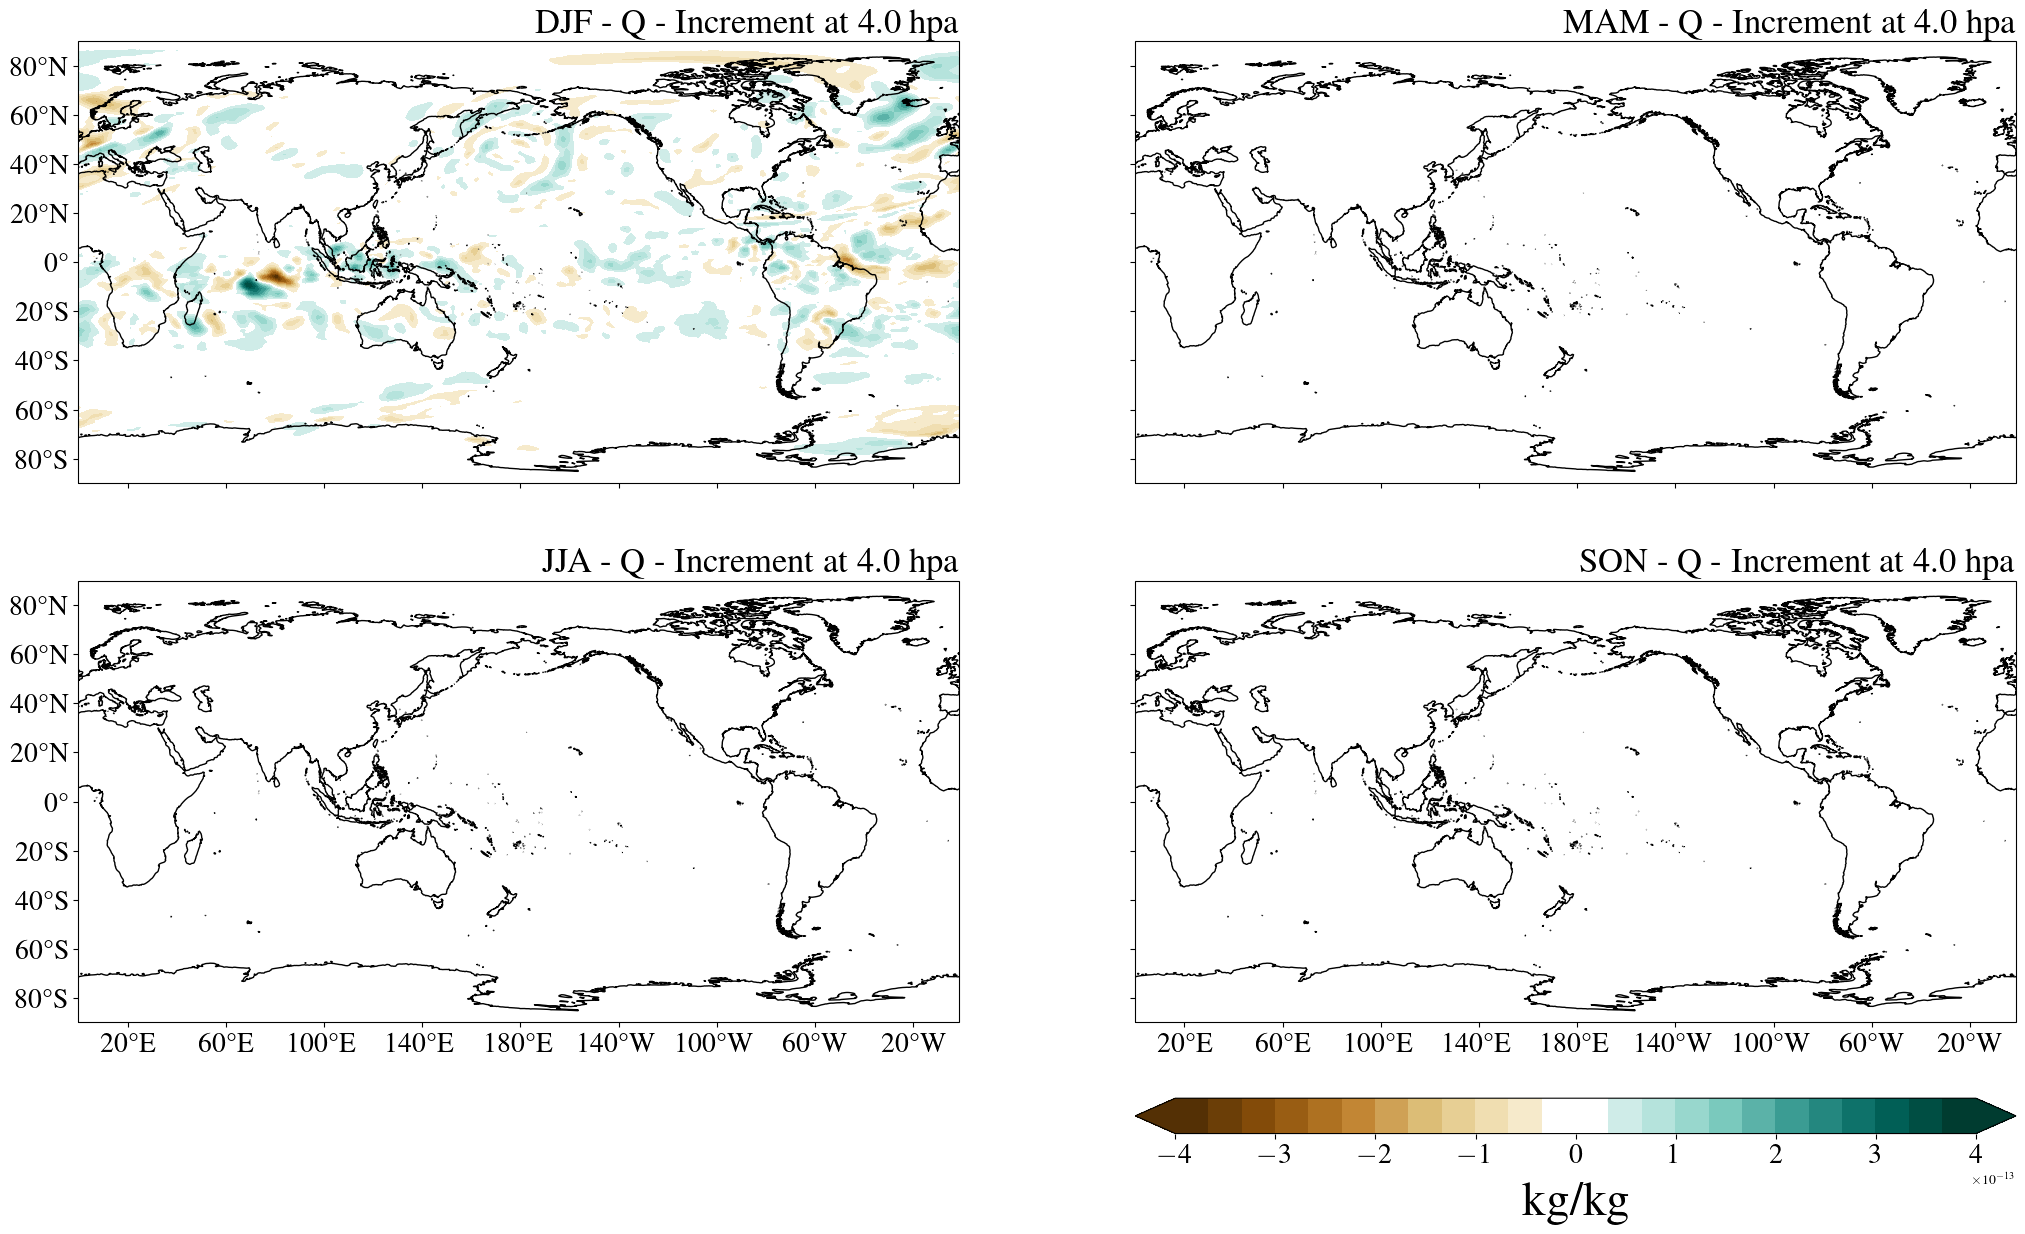 DJF - Q - Increment at 4.0 hpa
MAM - Q - Increment at 4.0 hpa
80°N
60°N
40°N
20°N
0°
20°S
40°S
60°S
80°S
JJA - Q - Increment at 4.0 hpa
SON - Q - Increment at 4.0 hpa
80°N
60°N
40°N
20°N
0°
20°S
40°S
60°S
80°S
20°E 60°E 100°E 140°E 180°E 140°W 100°W 60°W 20°W
20°E 60°E 100°E 140°E 180°E 140°W 100°W 60°W 20°W
−4 −3 −2 −1 0 1 2 3 4
×10⁻¹³
kg/kg